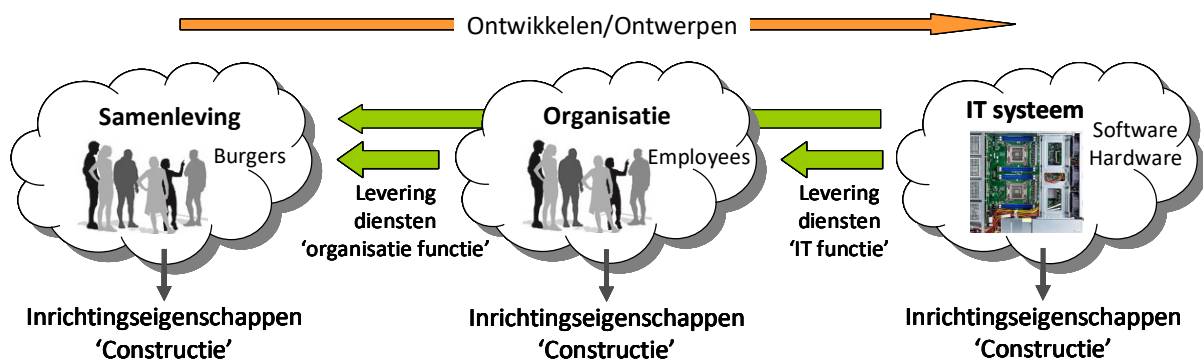 Ontwikkelen/Ontwerpen
Samenleving
Burgers
Organisatie
Employees
IT systeem
Software
Hardware
Levering
diensten
'organisatie functie'
Levering
diensten
'IT functie'
Inrichtingseigenschappen
'Constructie'
Inrichtingseigenschappen
'Constructie'
Inrichtingseigenschappen
'Constructie'